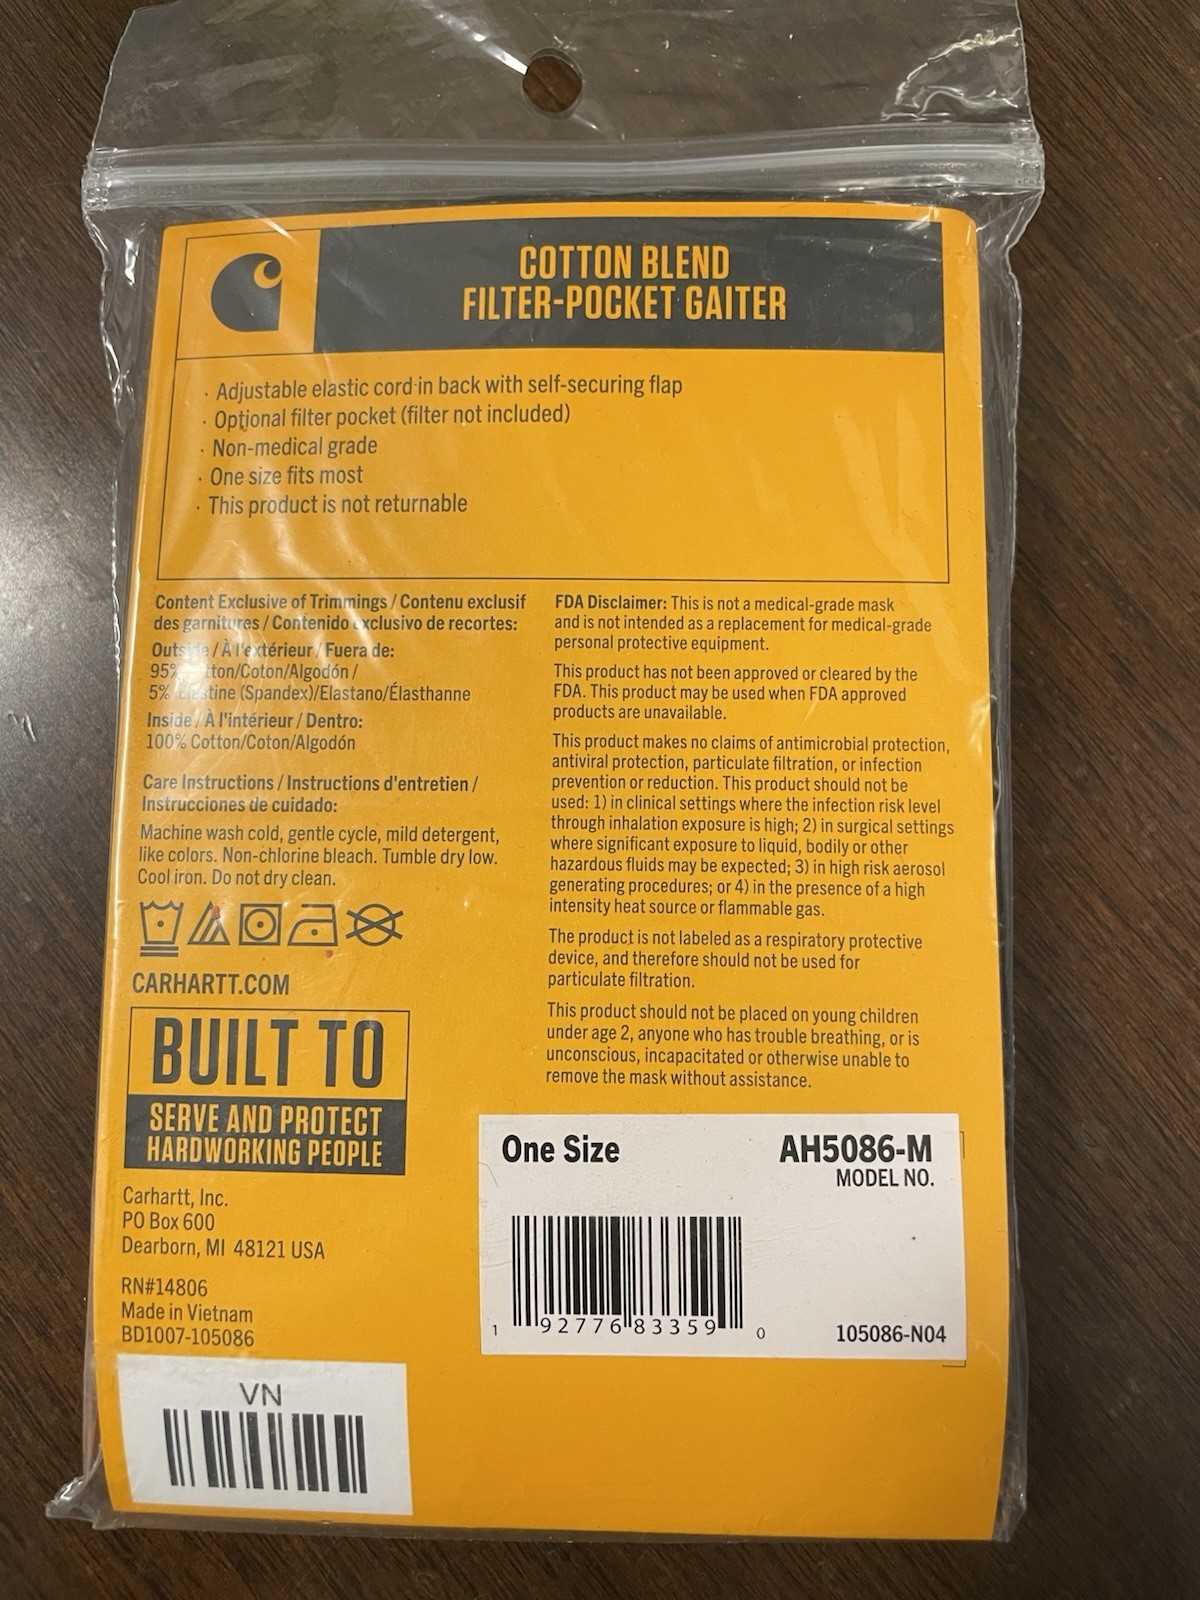 COTTON BLEND
FILTER-POCKET GAITER
· Adjustable elastic cord in back with self-securing flap
· Optional filter pocket (filter not included)
· Non-medical grade
· One size fits most
· This product is not returnable
Content Exclusive of Trimmings / Contenu exclusif
des garnitures / Contenido exclusivo de recortes:
Outside / À l'extérieur / Fuera de:
95% Cotton/Coton/Algodón /
5% Elastine (Spandex)/Elastano/Élasthanne
Inside / À l'intérieur / Dentro:
100% Cotton/Coton/Algodón
Care Instructions / Instructions d'entretien /
Instrucciones de cuidado:
Machine wash cold, gentle cycle, mild detergent,
like colors. Non-chlorine bleach. Tumble dry low.
Cool iron. Do not dry clean.
CARHARTT.COM
BUILT TO
SERVE AND PROTECT
HARDWORKING PEOPLE
Carhartt, Inc.
PO Box 600
Dearborn, MI 48121 USA
RN#14806
Made in Vietnam
BD1007-105086
VN
FDA Disclaimer: This is not a medical-grade mask
and is not intended as a replacement for medical-grade
personal protective equipment.
This product has not been approved or cleared by the
FDA. This product may be used when FDA approved
products are unavailable.
This product makes no claims of antimicrobial protection,
antiviral protection, particulate filtration, or infection
prevention or reduction. This product should not be
used: 1) in clinical settings where the infection risk level
through inhalation exposure is high; 2) in surgical settings
where significant exposure to liquid, bodily or other
hazardous fluids may be expected; 3) in high risk aerosol
generating procedures; or 4) in the presence of a high
intensity heat source or flammable gas.
The product is not labeled as a respiratory protective
device, and therefore should not be used for
particulate filtration.
This product should not be placed on young children
under age 2, anyone who has trouble breathing, or is
unconscious, incapacitated or otherwise unable to
remove the mask without assistance.
One Size AH5086-M
MODEL NO.
1 92776 83359 0
105086-N04